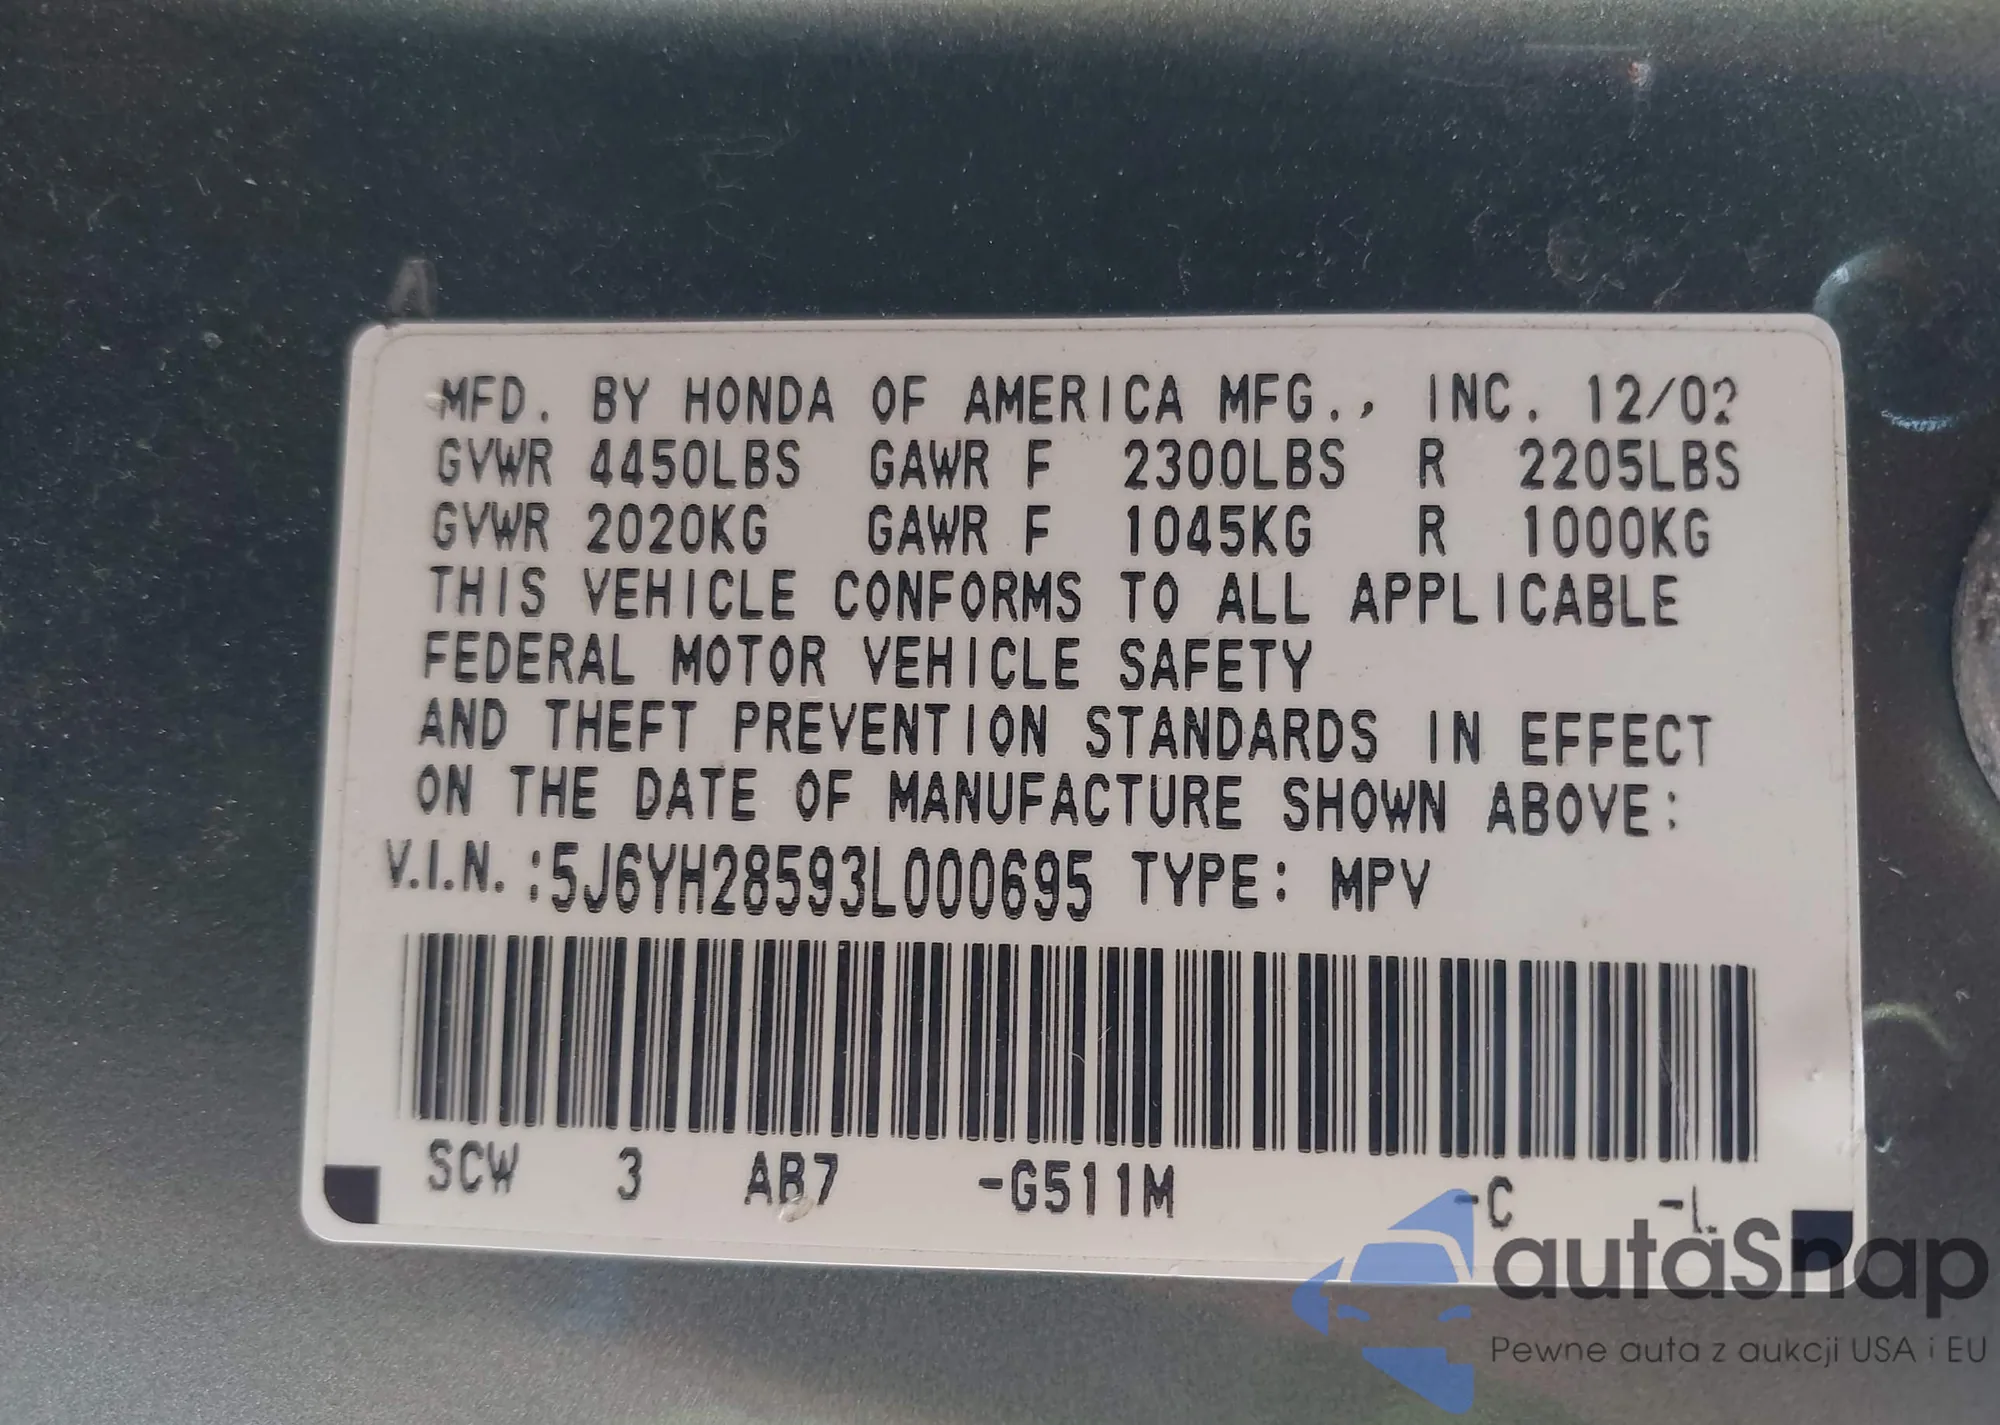 MFD. BY HONDA OF AMERICA MFG., INC. 12/02
GVWR 4450LBS GAWR F 2300LBS R 2205LBS
GVWR 2020KG GAWR F 1045KG R 1000KG
THIS VEHICLE CONFORMS TO ALL APPLICABLE
FEDERAL MOTOR VEHICLE SAFETY
AND THEFT PREVENTION STANDARDS IN EFFECT
ON THE DATE OF MANUFACTURE SHOWN ABOVE:
V.I.N. :5J6YH28593L000695 TYPE: MPV
SCW 3 AB7 -G511M -C -L
autaSnap
Pewne auta z aukcji USA i EU